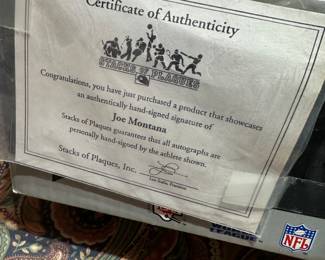 Certificate of Authenticity
STACKS OF PLAQUES
Congratulations, you have just purchased a product that showcases
an authentically hand-signed signature of
Joe Montana
Stacks of Plaques guarantees that all autographs are
personally hand-signed by the athlete shown.
Stacks of Plaques, Inc.
President
LEAGUE
NFL